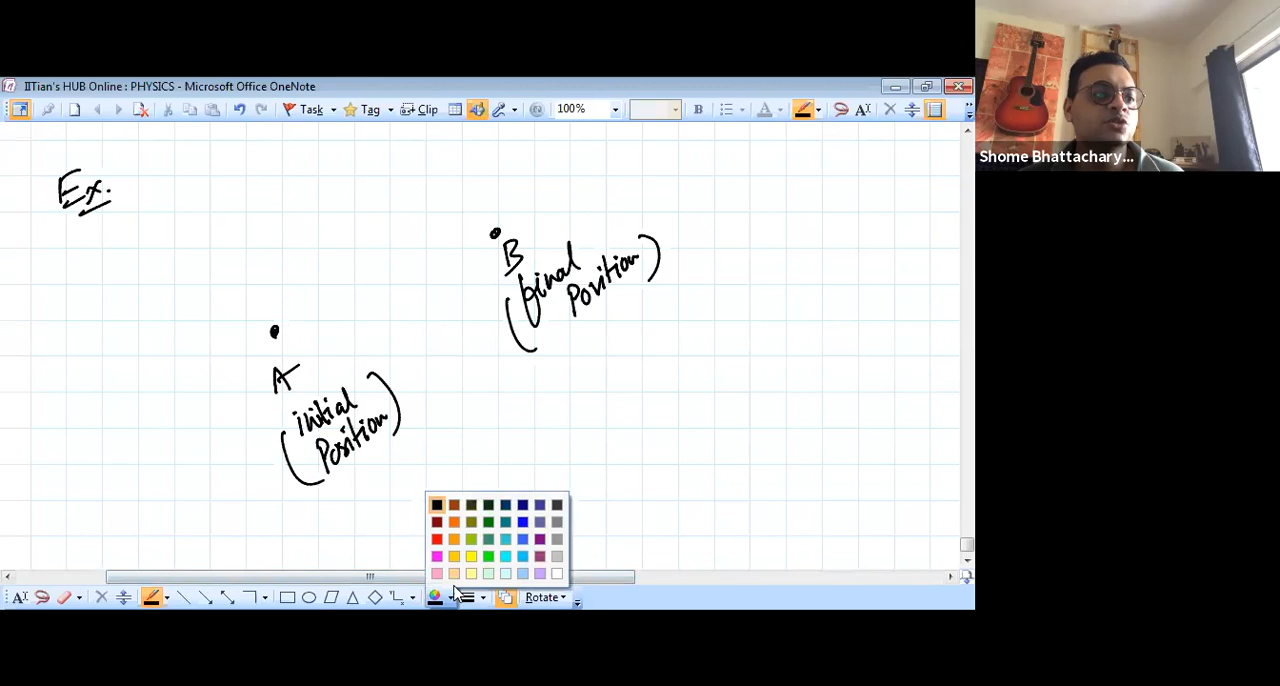 IITian's HUB Online : PHYSICS - Microsoft Office OneNote
Task Tag Clip 100% B A A
Shome Bhattachary...
Ex.
B
(final
Position)
A
(initial
Position)
A Rotate